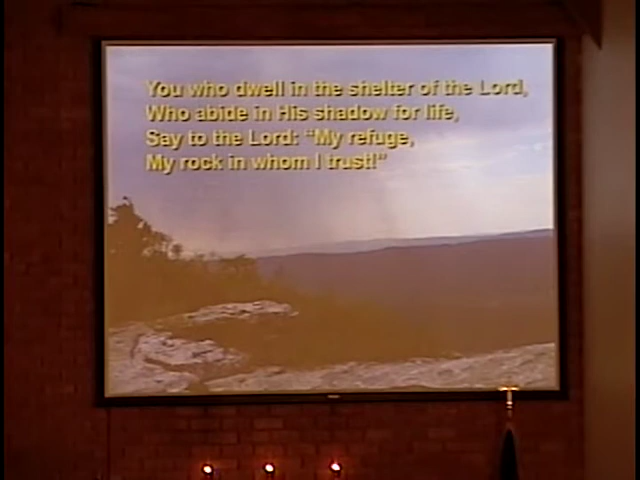 You who dwell in the shelter of the Lord,
Who abide in His shadow for life,
Say to the Lord: “My refuge,
My rock in whom I trust!”